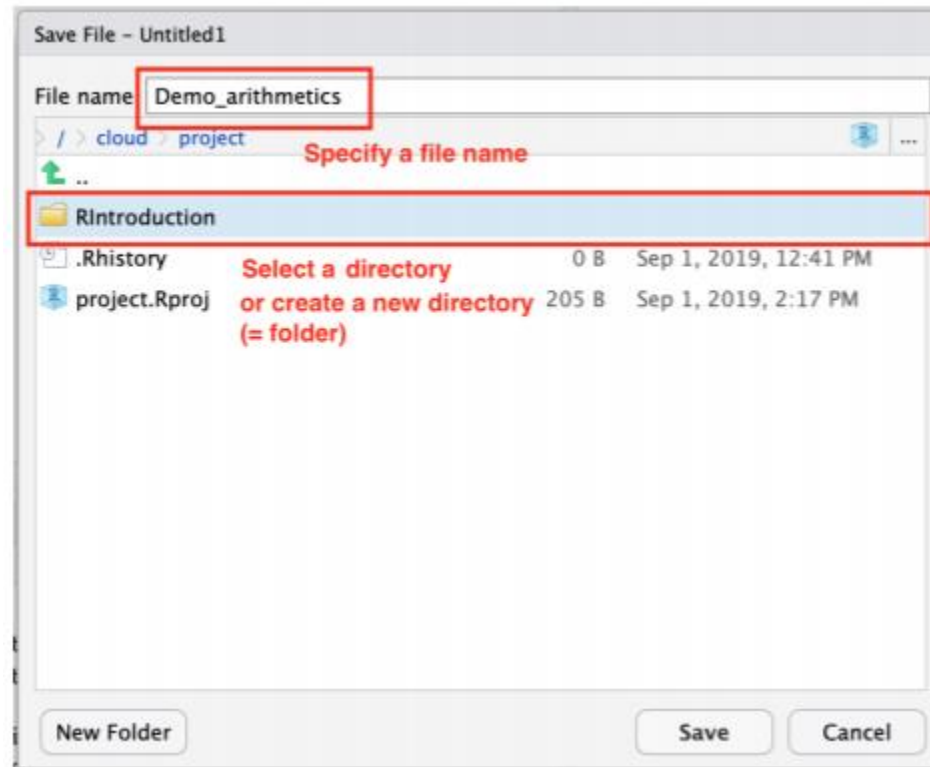 Save File - Untitled1
File name Demo_arithmetics
/ cloud project ...
Specify a file name
..
RIntroduction
.Rhistory 0 B Sep 1, 2019, 12:41 PM
Select a directory
project.Rproj 205 B Sep 1, 2019, 2:17 PM
or create a new directory
(= folder)
New Folder Save Cancel